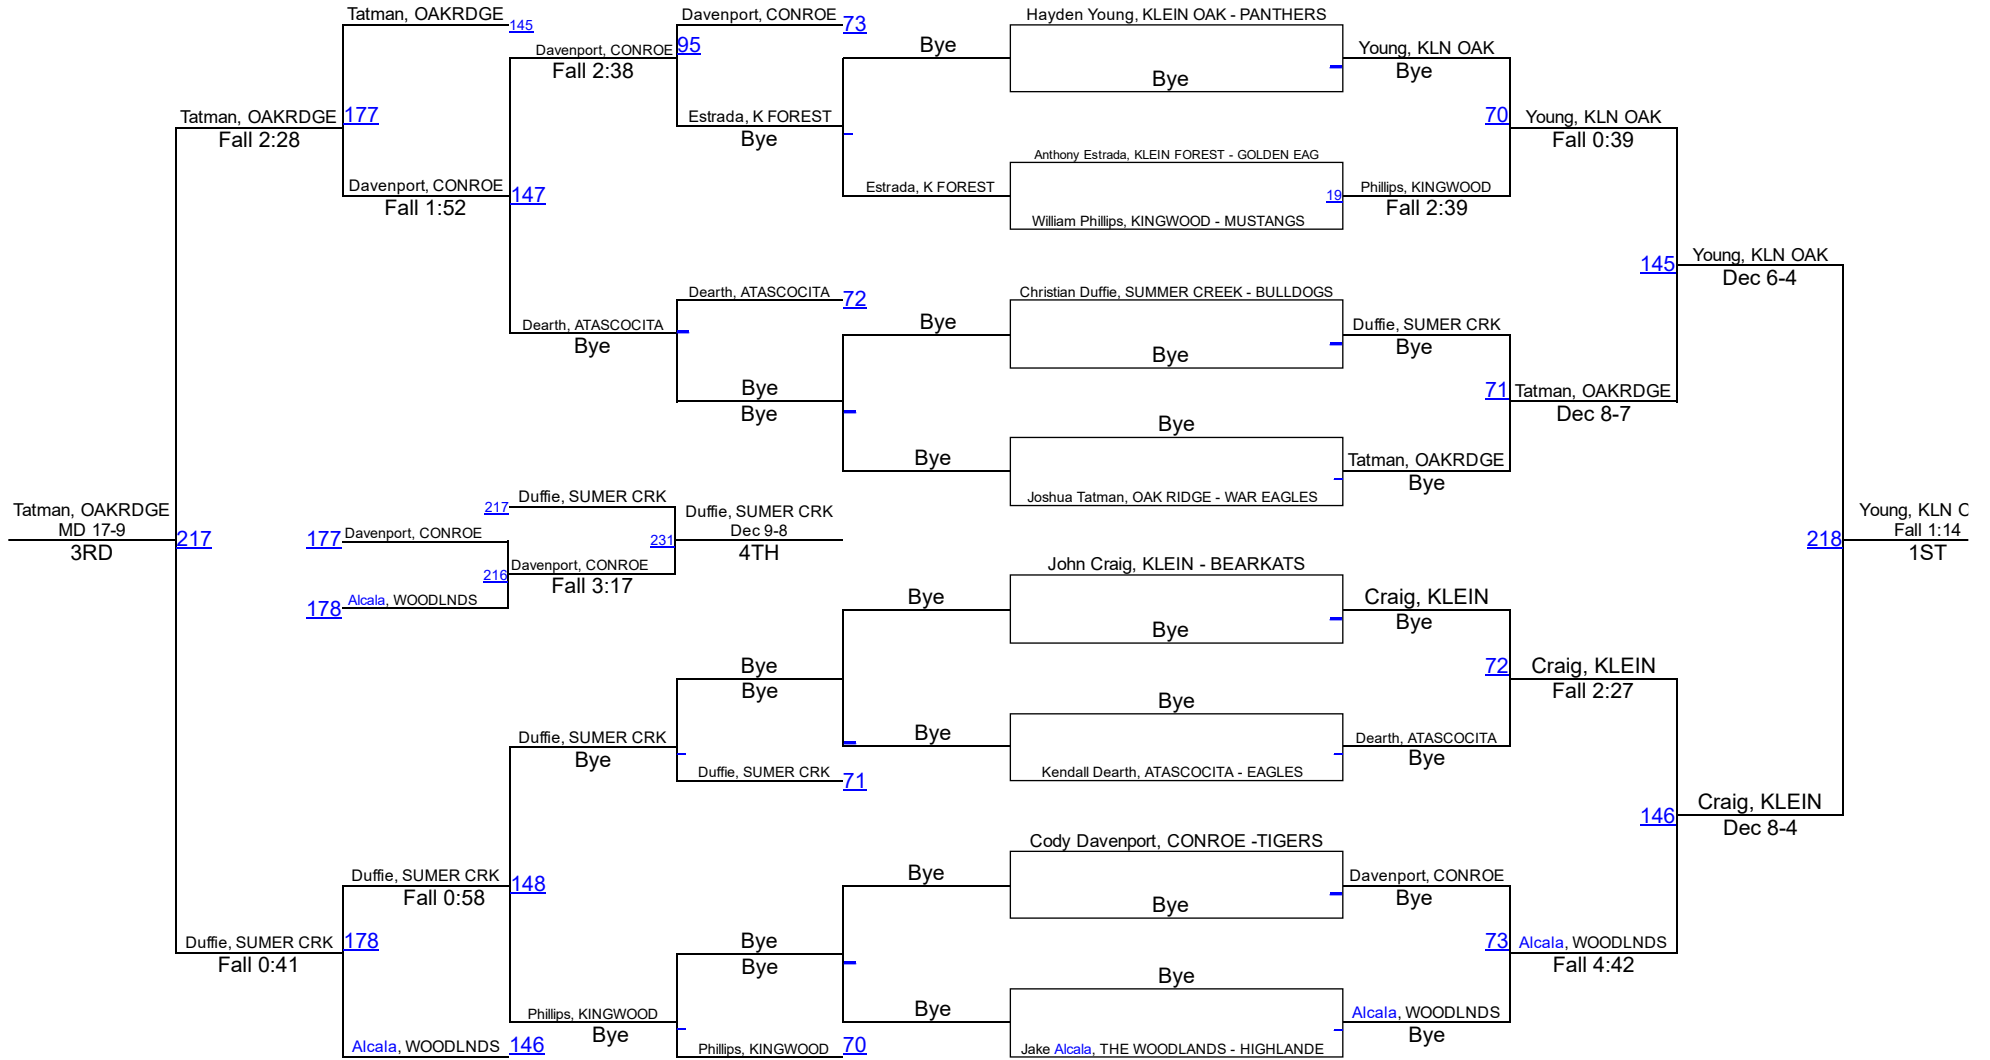 Tatman, OAKRDGE
145
Davenport, CONROE
73
Hayden Young, KLEIN OAK - PANTHERS
Davenport, CONROE
95
Fall 2:38
Bye
Bye
Young, KLN OAK
Bye
Tatman, OAKRDGE
177
Fall 2:28
Estrada, K FOREST
Bye
70
Young, KLN OAK
Fall 0:39
Davenport, CONROE
Fall 1:52
147
Estrada, K FOREST
Anthony Estrada, KLEIN FOREST - GOLDEN EAG
19
William Phillips, KINGWOOD - MUSTANGS
Phillips, KINGWOOD
Fall 2:39
145
Young, KLN OAK
Dec 6-4
Dearth, ATASCOCITA
72
Christian Duffie, SUMMER CREEK - BULLDOGS
Dearth, ATASCOCITA
Bye
Bye
Bye
Duffie, SUMER CRK
Bye
Bye
Bye
71
Tatman, OAKRDGE
Dec 8-7
Bye
Bye
Joshua Tatman, OAK RIDGE - WAR EAGLES
Tatman, OAKRDGE
Bye
Tatman, OAKRDGE
MD 17-9
3RD
217
217
Duffie, SUMER CRK
177
Davenport, CONROE
231
Duffie, SUMER CRK
Dec 9-8
4TH
216
Davenport, CONROE
Fall 3:17
178
Alcala, WOODLNDS
218
Young, KLN O
Fall 1:14
1ST
John Craig, KLEIN - BEARKATS
Bye
Bye
Craig, KLEIN
Bye
Bye
Bye
72
Craig, KLEIN
Fall 2:27
Bye
Duffie, SUMER CRK
Bye
Bye
Kendall Dearth, ATASCOCITA - EAGLES
Dearth, ATASCOCITA
Bye
Duffie, SUMER CRK
71
146
Craig, KLEIN
Dec 8-4
Cody Davenport, CONROE -TIGERS
Duffie, SUMER CRK
Fall 0:58
148
Bye
Bye
Davenport, CONROE
Bye
Duffie, SUMER CRK
178
Fall 0:41
Bye
Bye
73
Alcala, WOODLNDS
Fall 4:42
Bye
Phillips, KINGWOOD
Bye
Bye
Alcala, WOODLNDS
Bye
Alcala, WOODLNDS
146
Phillips, KINGWOOD
70
Jake Alcala, THE WOODLANDS - HIGHLANDE